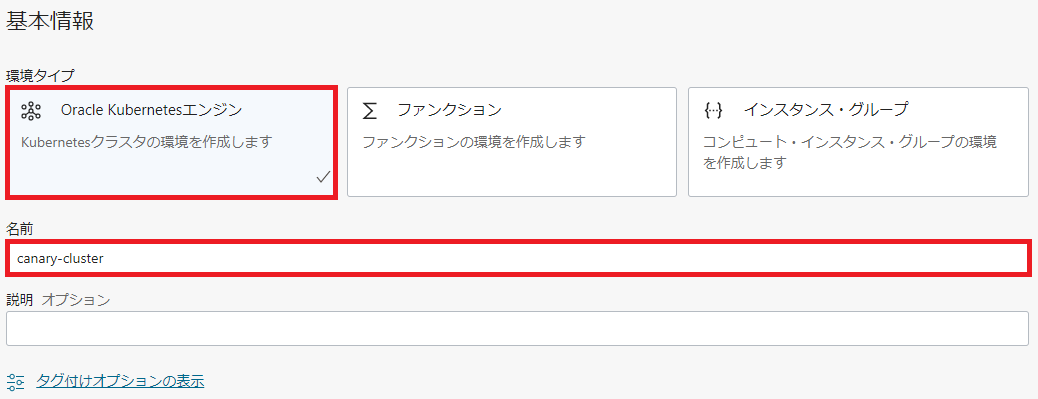 基本情報
環境タイプ
Oracle Kubernetesエンジン
Kubernetesクラスタの環境を作成します
ファンクション
ファンクションの環境を作成します
インスタンス・グループ
コンピュート・インスタンス・グループの環境
を作成します
名前
canary-cluster
説明 オプション
タグ付けオプションの表示